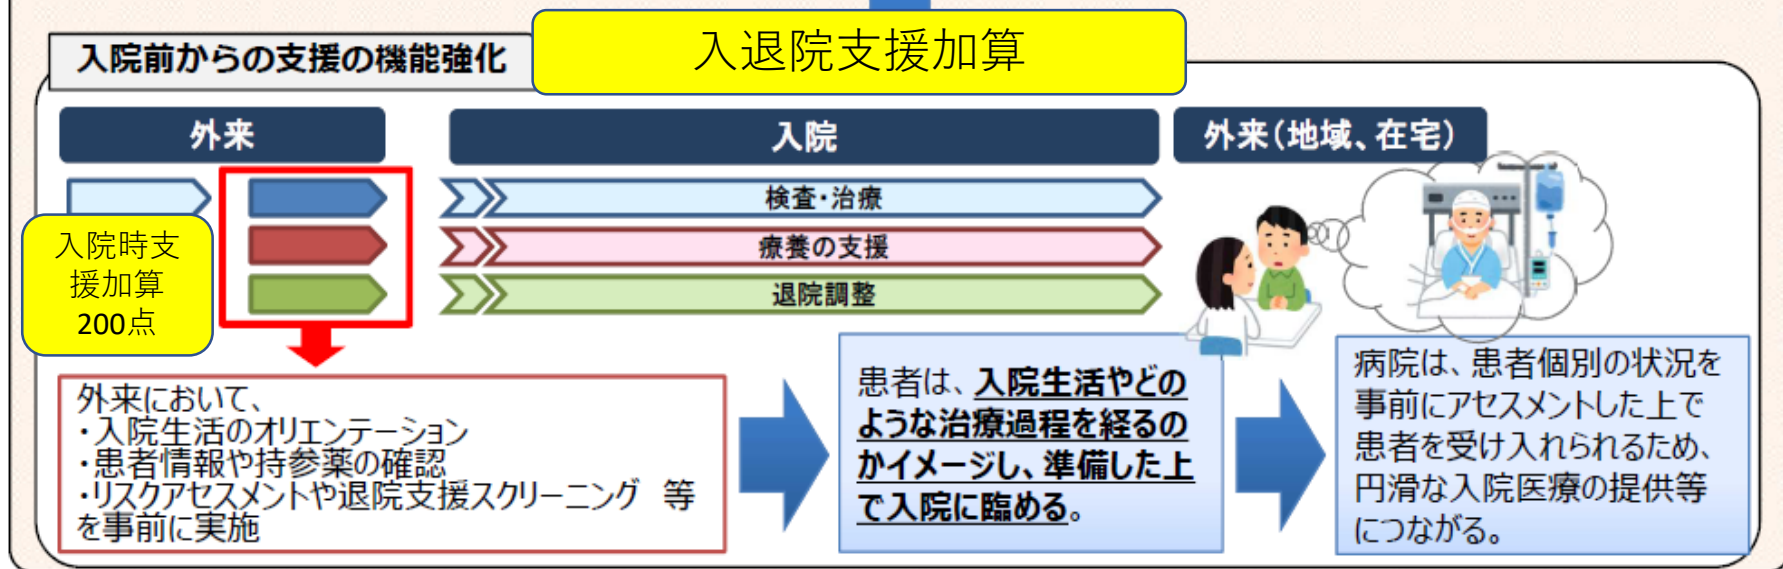 入院前からの支援の機能強化
入退院支援加算
外来
入院
外来(地域、在宅)
検査・治療
療養の支援
退院調整
入院時支
援加算
200点
外来において、
・入院生活のオリエンテーション
・患者情報や持参薬の確認
・リスクアセスメントや退院支援スクリーニング 等
を事前に実施
患者は、入院生活やどの
ような治療過程を経るの
かイメージし、準備した上
で入院に臨める。
病院は、患者個別の状況を
事前にアセスメントした上で
患者を受け入れられるため、
円滑な入院医療の提供等
につながる。